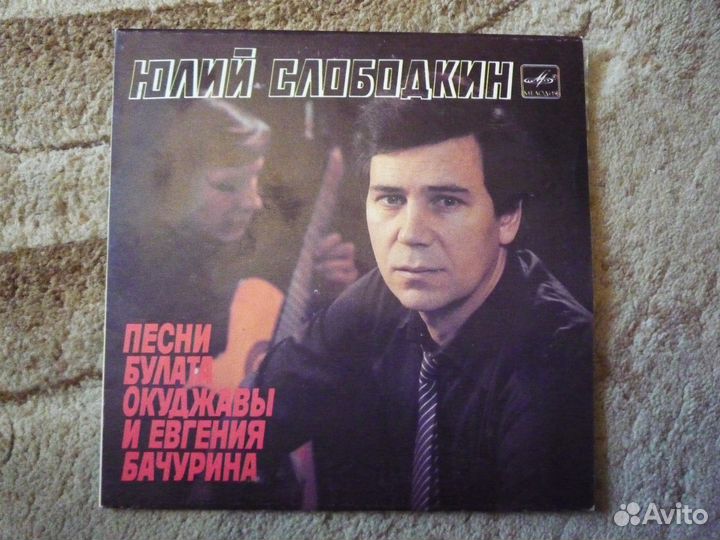 ЮЛИЙ СЛОБОДКИН
МЕЛОДИЯ
ПЕСНИ
БУЛАТА
ОКУДЖАВЫ
И ЕВГЕНИЯ
БАЧУРИНА
Avito